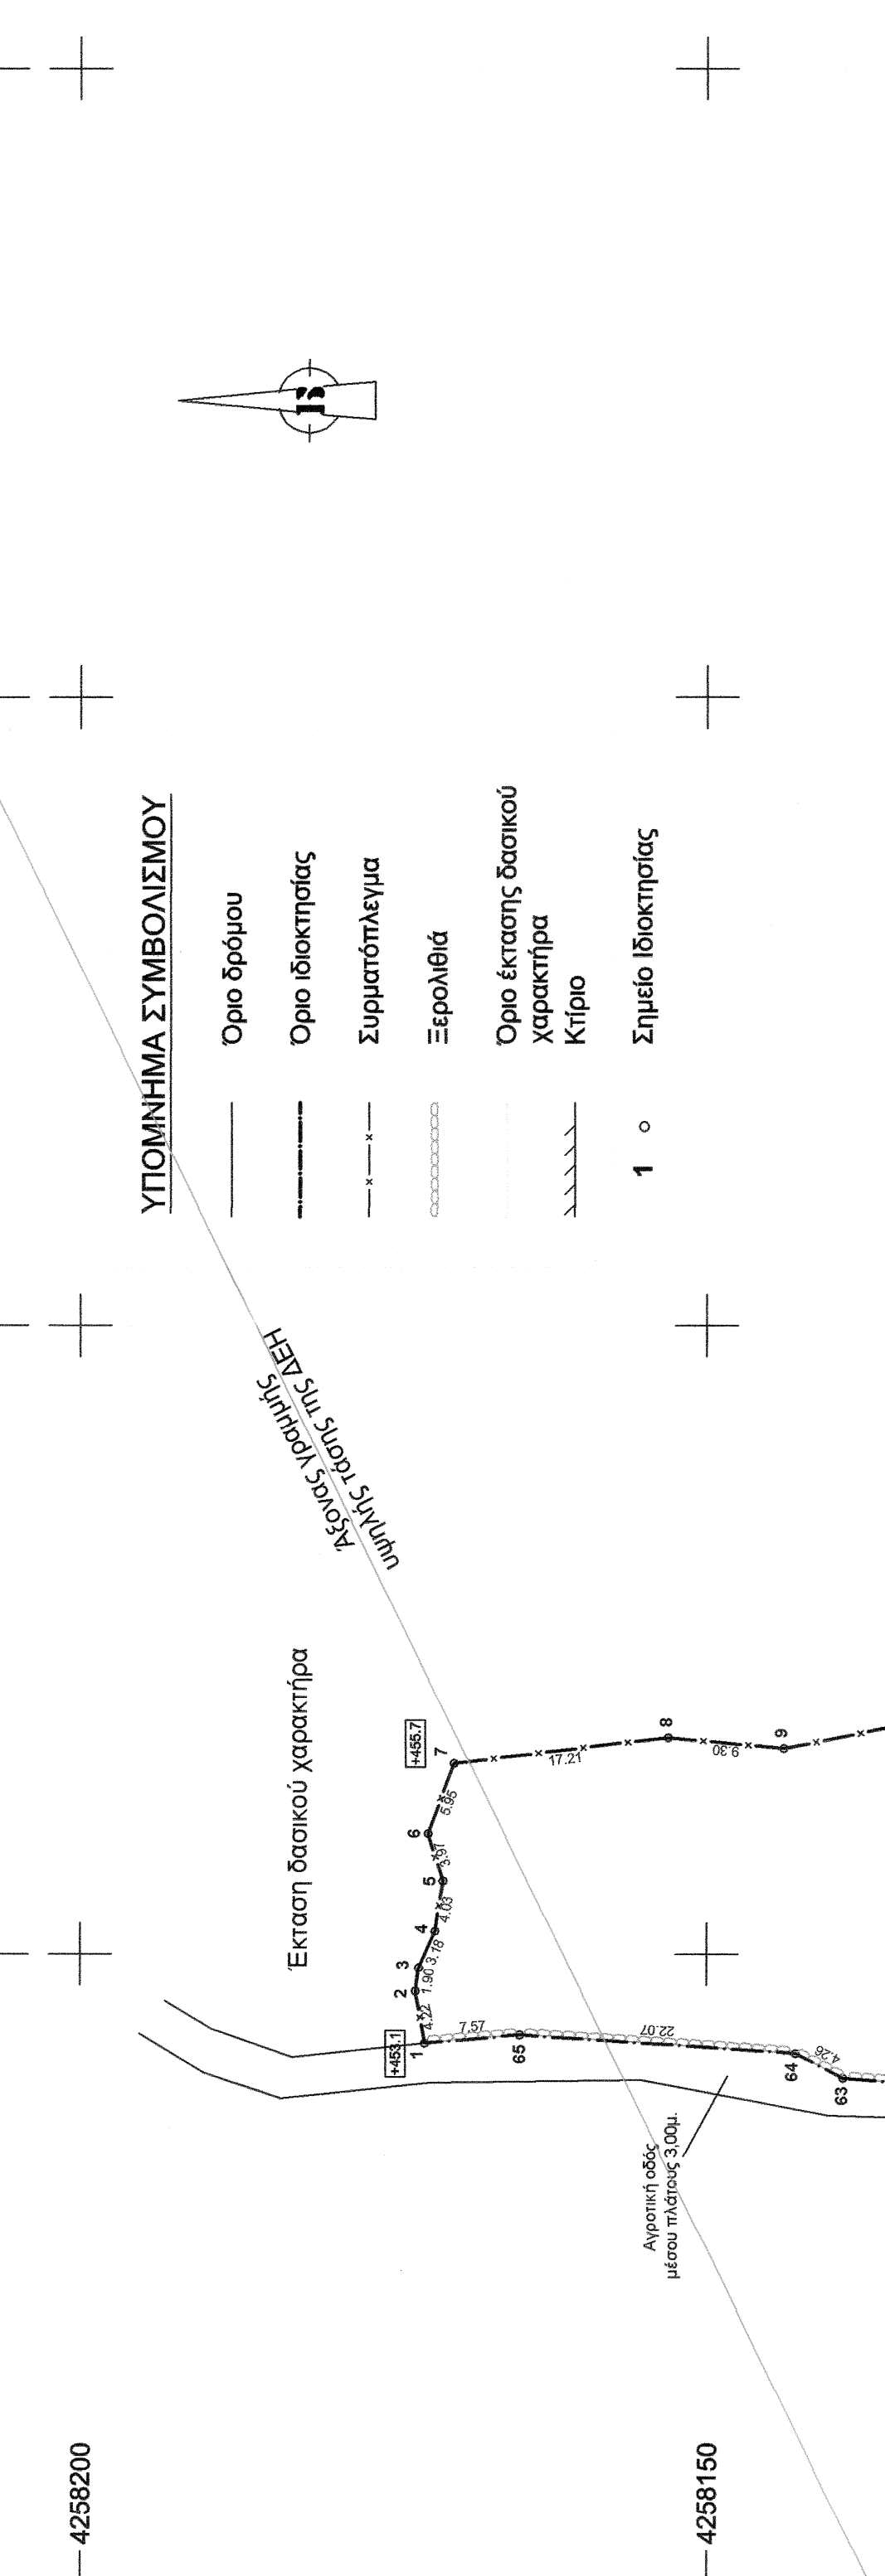 ΥΠΟΜΝΗΜΑ ΣΥΜΒΟΛΙΣΜΟΥ
Όριο δρόμου
Όριο ιδιοκτησίας
Συρματόπλεγμα
Ξερολιθιά
Όριο έκτασης δασικού
χαρακτήρα
Κτίριο
1 Σημείο Ιδιοκτησίας
Άξονας γραμμής
υψηλής τάσης της ΔΕΗ
Έκταση δασικού χαρακτήρα
+453.1
+455.7
1
2
3
4
5
6
7
8
9
65
64
63
4.22
1.90
3.18
4.03
3.97
5.95
17.21
9.30
7.57
22.07
4.26
Αγροτική οδός
μέσου πλάτους 3,00μ.
4258200
4258150